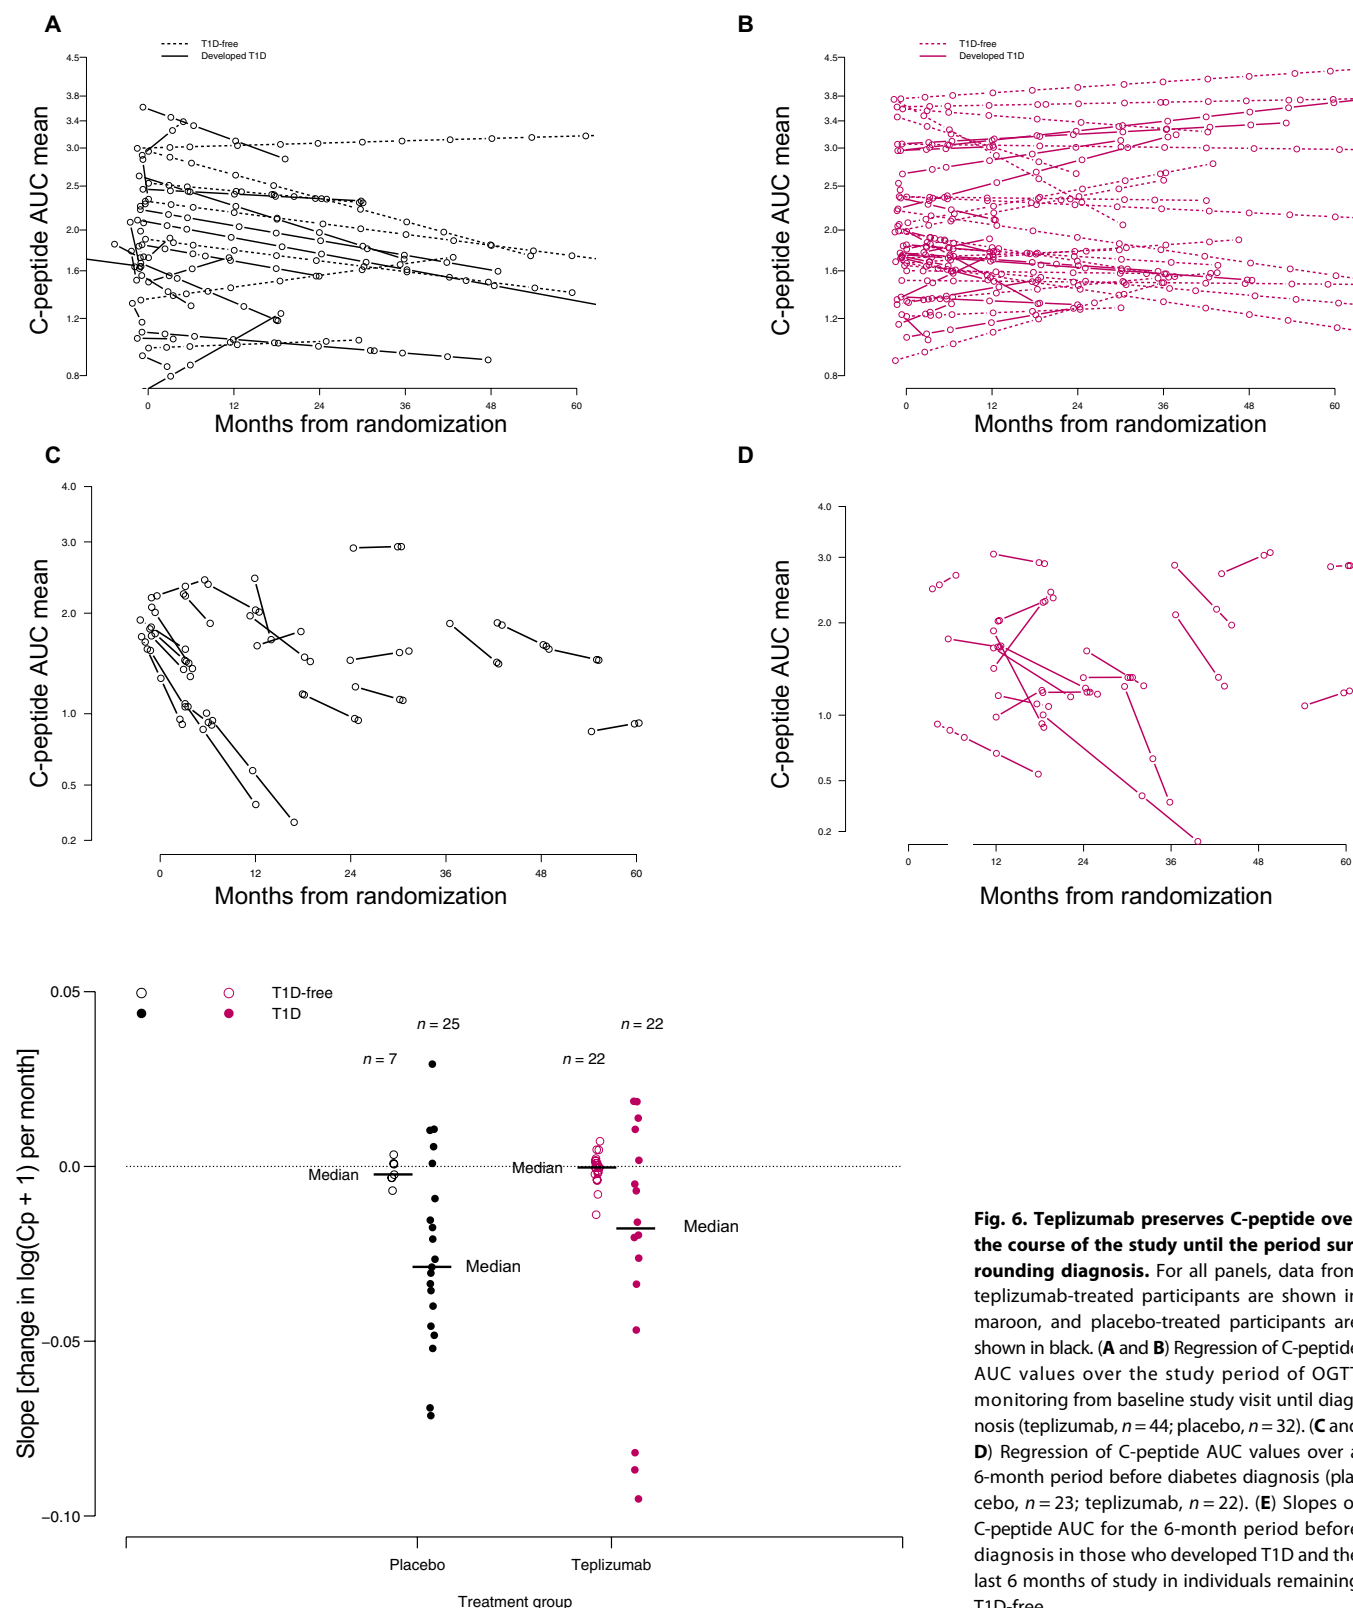 A
T1D-free
Developed T1D
4.5
3.8
3.4
3.0
2.5
2.0
1.6
1.2
0.8
C-peptide AUC mean
0 12 24 36 48 60
Months from randomization
B
T1D-free
Developed T1D
4.5
3.8
3.4
3.0
2.5
2.0
1.6
1.2
0.8
C-peptide AUC mean
0 12 24 36 48 60
Months from randomization
C
4.0
3.0
2.0
1.0
0.5
0.2
C-peptide AUC mean
0 12 24 36 48 60
Months from randomization
D
4.0
3.0
2.0
1.0
0.5
0.2
C-peptide AUC mean
0 12 24 36 48 60
Months from randomization
0.05
0.0
−0.05
−0.10
Slope [change in log(Cp + 1) per month]
T1D-free
T1D
n = 25
n = 7
n = 22
n = 22
Median
Median
Median
Median
Placebo
Teplizumab
Treatment group
Fig. 6. Teplizumab preserves C-peptide over
the course of the study until the period sur
rounding diagnosis. For all panels, data from
teplizumab-treated participants are shown in
maroon, and placebo-treated participants are
shown in black. (A and B) Regression of C-peptide
AUC values over the study period of OGTT
monitoring from baseline study visit until diag
nosis (teplizumab, n = 44; placebo, n = 32). (C and
D) Regression of C-peptide AUC values over a
6-month period before diabetes diagnosis (pla
cebo, n = 23; teplizumab, n = 22). (E) Slopes o
C-peptide AUC for the 6-month period before
diagnosis in those who developed T1D and the
last 6 months of study in individuals remaining
T1D-free